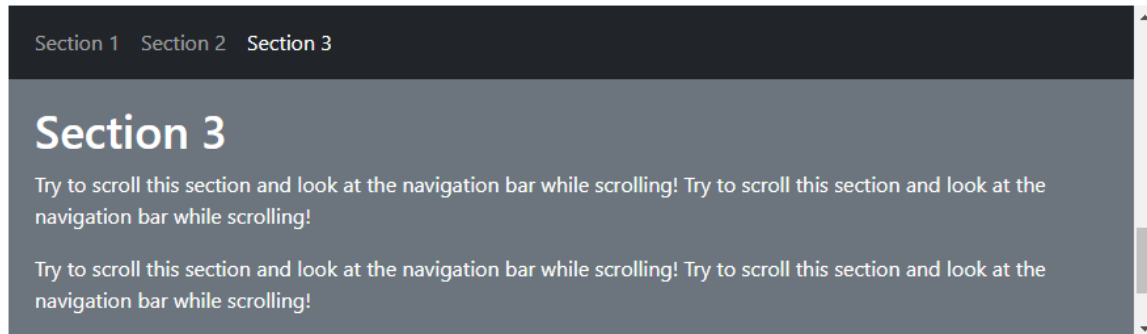 Section 1 Section 2 Section 3
Section 3
Try to scroll this section and look at the navigation bar while scrolling! Try to scroll this section and look at the
navigation bar while scrolling!
Try to scroll this section and look at the navigation bar while scrolling! Try to scroll this section and look at the
navigation bar while scrolling!